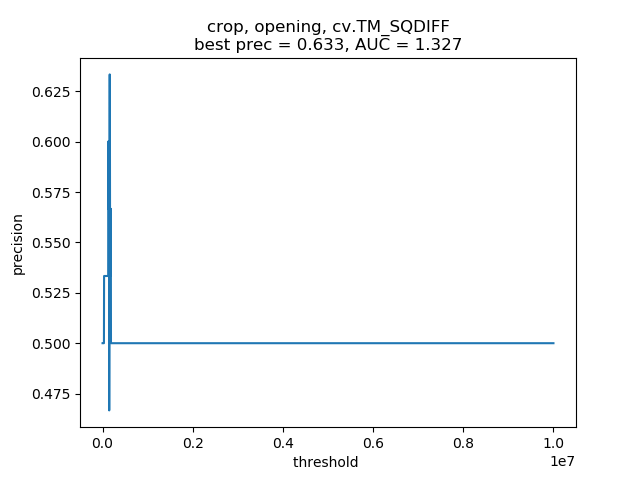 crop, opening, cv.TM_SQDIFF
best prec = 0.633, AUC = 1.327
0.625
0.600
0.575
0.550
0.525
0.500
0.475
precision
0.0 0.2 0.4 0.6 0.8 1.0
1e7
threshold